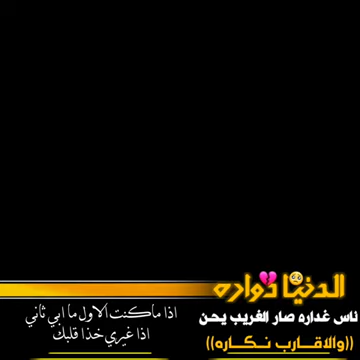 الدنيا دواره
ناس غداره صار الغريب يحن
((والاقارب نكاره))
اذا ماكنت الاول ما ابي ثاني
اذا غيري خذا قلبك